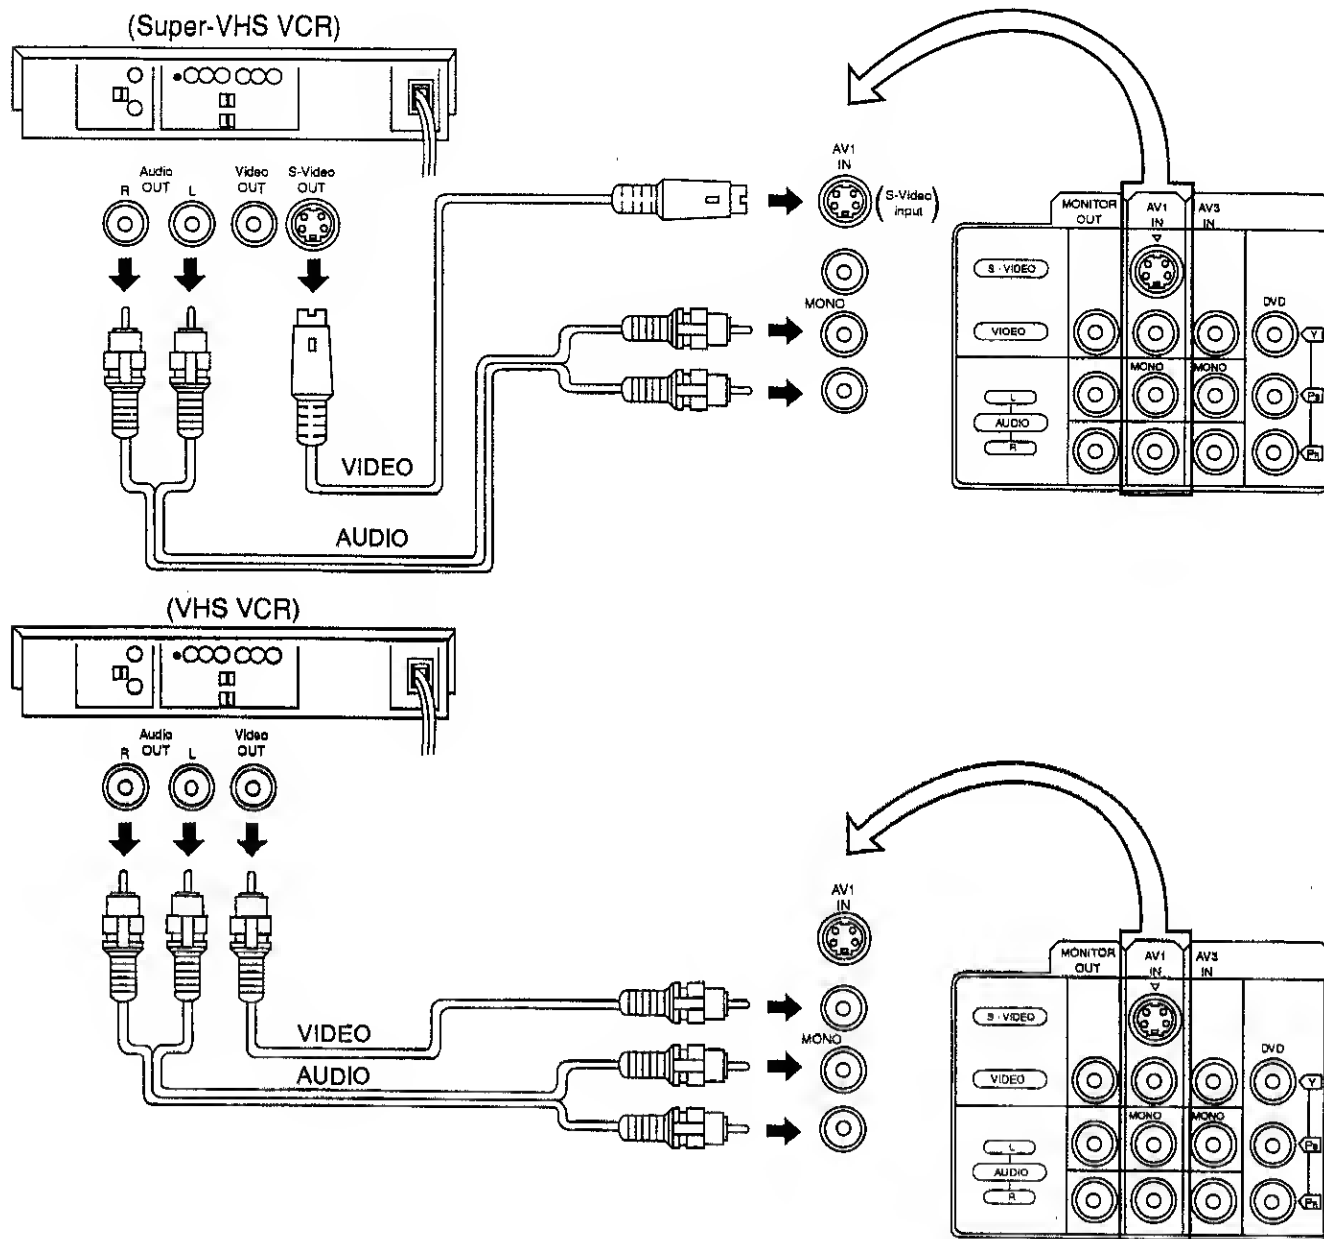 (Super-VHS VCR)
Audio
OUT
R
L
Video
OUT
S-Video
OUT
VIDEO
AUDIO
AV1
IN
(S-Video
input)
MONO
MONITOR
OUT
AV1
IN
AV3
IN
S-VIDEO
VIDEO
DVD
Y
MONO
MONO
L
AUDIO
R
PB
PR
(VHS VCR)
Audio
OUT
R
L
Video
OUT
VIDEO
AUDIO
AV1
IN
MONO
MONITOR
OUT
AV1
IN
AV3
IN
S-VIDEO
VIDEO
DVD
Y
MONO
MONO
L
AUDIO
R
PB
PR